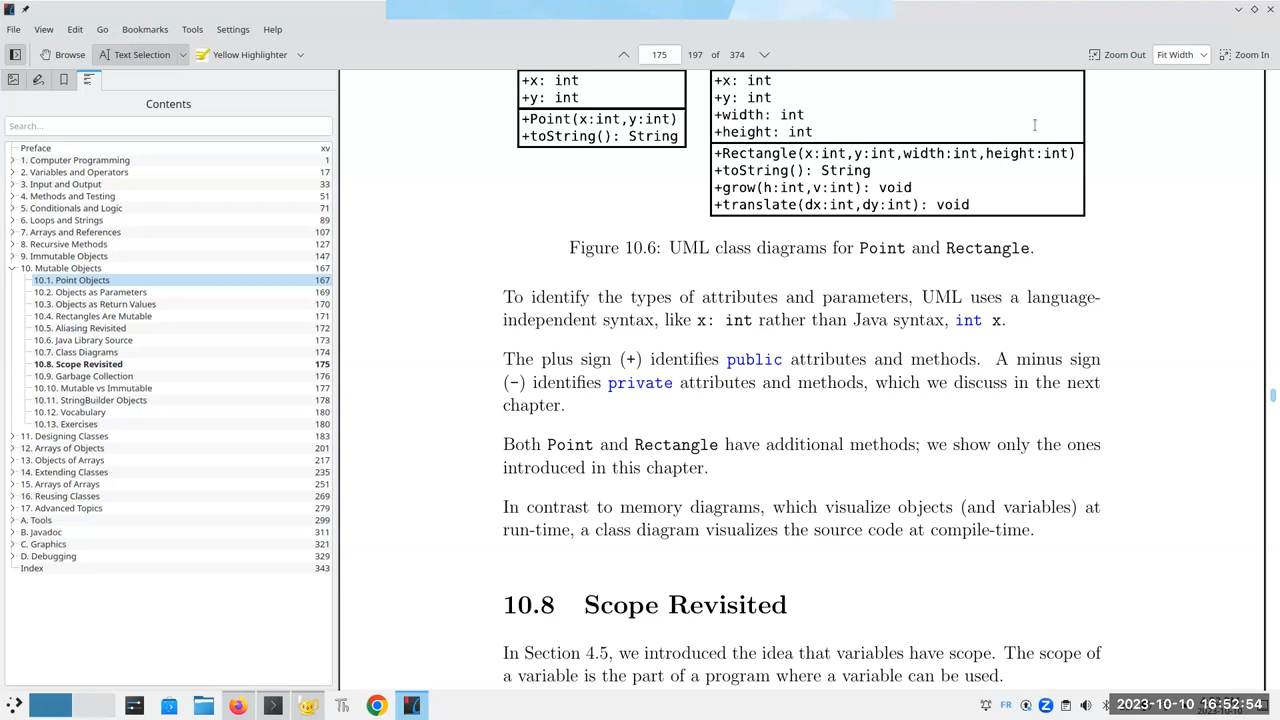 File View Edit Go Bookmarks Tools Settings Help
Browse Text Selection Yellow Highlighter 175 197 of 374 Zoom Out Fit Width Zoom In
Contents
Search...
Preface xv
1. Computer Programming 1
2. Variables and Operators 17
3. Input and Output 33
4. Methods and Testing 51
5. Conditionals and Logic 71
6. Loops and Strings 89
7. Arrays and References 107
8. Recursive Methods 127
9. Immutable Objects 147
10. Mutable Objects 167
10.1. Point Objects 167
10.2. Objects as Parameters 169
10.3. Objects as Return Values 170
10.4. Rectangles Are Mutable 171
10.5. Aliasing Revisited 172
10.6. Java Library Source 173
10.7. Class Diagrams 174
10.8. Scope Revisited 175
10.9. Garbage Collection 176
10.10. Mutable vs Immutable 177
10.11. StringBuilder Objects 178
10.12. Vocabulary 180
10.13. Exercises 180
11. Designing Classes 183
12. Arrays of Objects 201
13. Objects of Arrays 217
14. Extending Classes 235
15. Arrays of Arrays 251
16. Reusing Classes 269
17. Advanced Topics 279
A. Tools 299
B. Javadoc 311
C. Graphics 321
D. Debugging 329
Index 343
+x: int
+y: int
+Point(x:int,y:int)
+toString(): String
+x: int
+y: int
+width: int
+height: int
+Rectangle(x:int,y:int,width:int,height:int)
+toString(): String
+grow(h:int,v:int): void
+translate(dx:int,dy:int): void
Figure 10.6: UML class diagrams for Point and Rectangle.
To identify the types of attributes and parameters, UML uses a language-
independent syntax, like x: int rather than Java syntax, int x.
The plus sign (+) identifies public attributes and methods. A minus sign
(-) identifies private attributes and methods, which we discuss in the next
chapter.
Both Point and Rectangle have additional methods; we show only the ones
introduced in this chapter.
In contrast to memory diagrams, which visualize objects (and variables) at
run-time, a class diagram visualizes the source code at compile-time.
10.8 Scope Revisited
In Section 4.5, we introduced the idea that variables have scope. The scope of
a variable is the part of a program where a variable can be used.
FR
2023-10-10 16:52:54